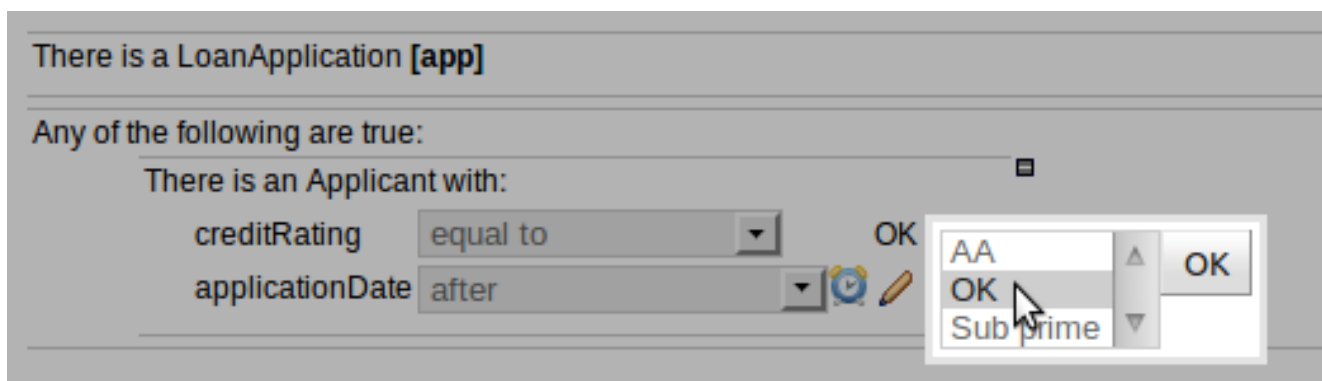 There is a LoanApplication [app]
Any of the following are true:
There is an Applicant with:
creditRating equal to OK
applicationDate after
AA
OK
Sub prime
OK